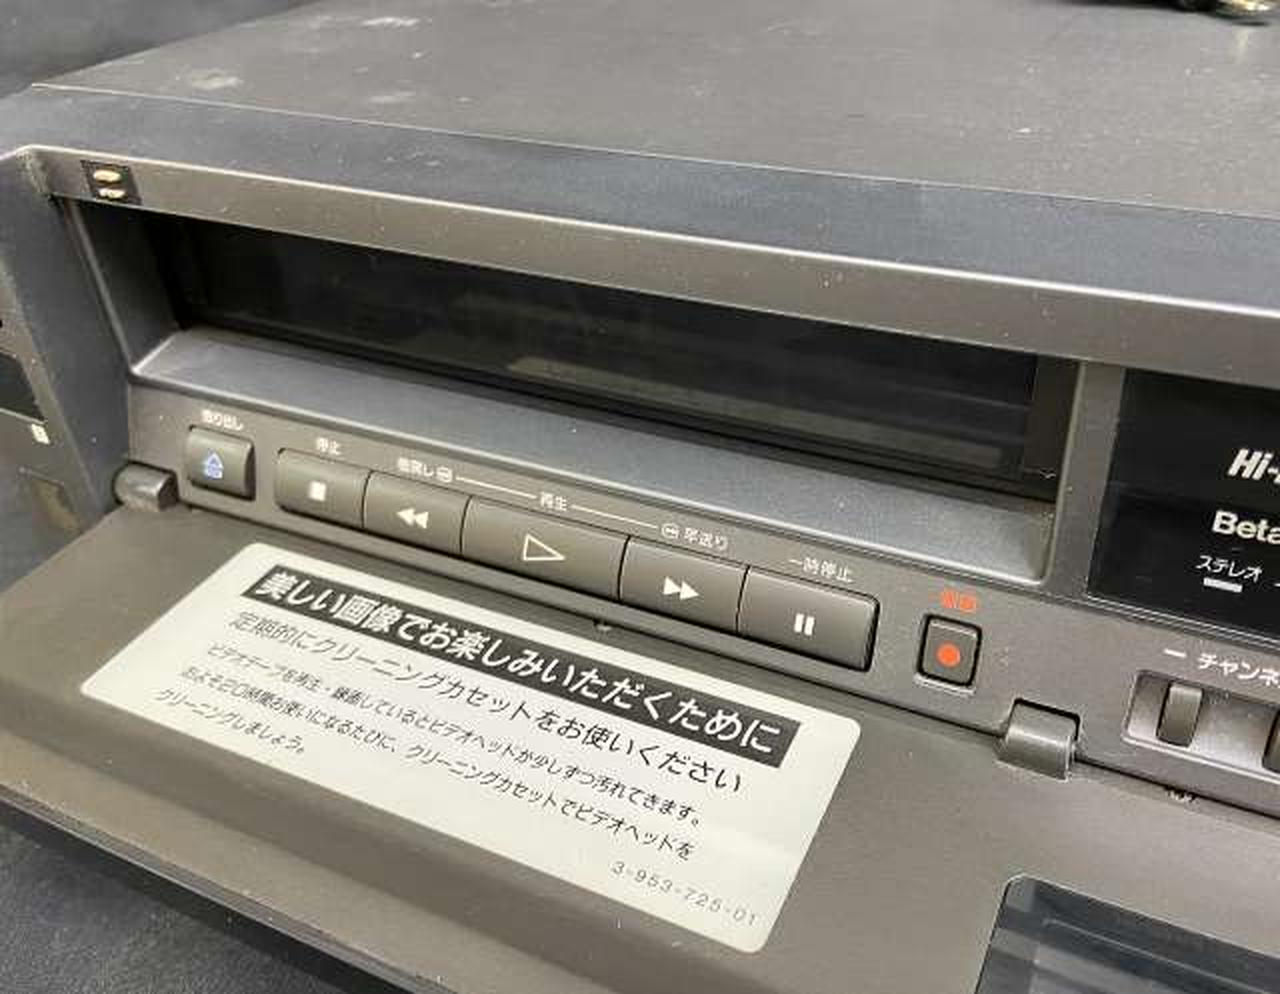 取り出し
停止
巻戻し
再生
早送り
一時停止
録画
Hi-
Beta
ステレオ
チャンネ
美しい画像でお楽しみいただくために
定期的にクリーニングカセットをお使いください
ビデオテープを再生・録画しているとビデオヘッドが少しずつ汚れてきます。
およそ20時間お使いになるたびに、クリーニングカセットでビデオヘッドを
クリーニングしましょう。
3-953-725-01